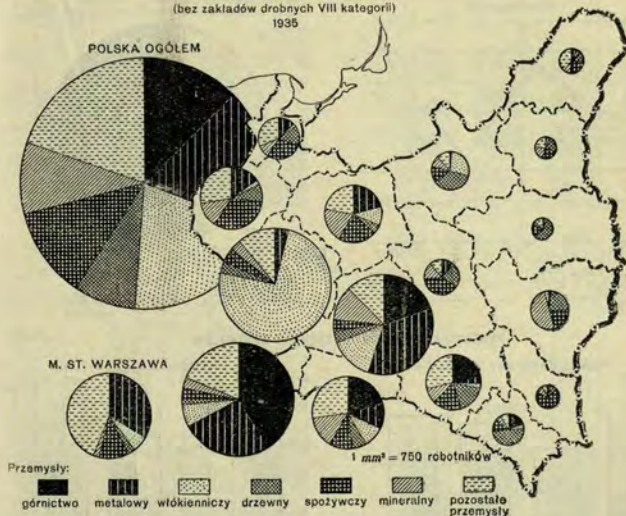 (bez zakładów drobnych VIII kategorii)
1935
POLSKA OGÓŁEM
M. ST. WARSZAWA
1 mm² = 750 robotników
Przemysły:
górnictwo metalowy włókienniczy drzewny spożywczy mineralny pozostałe
przemysły